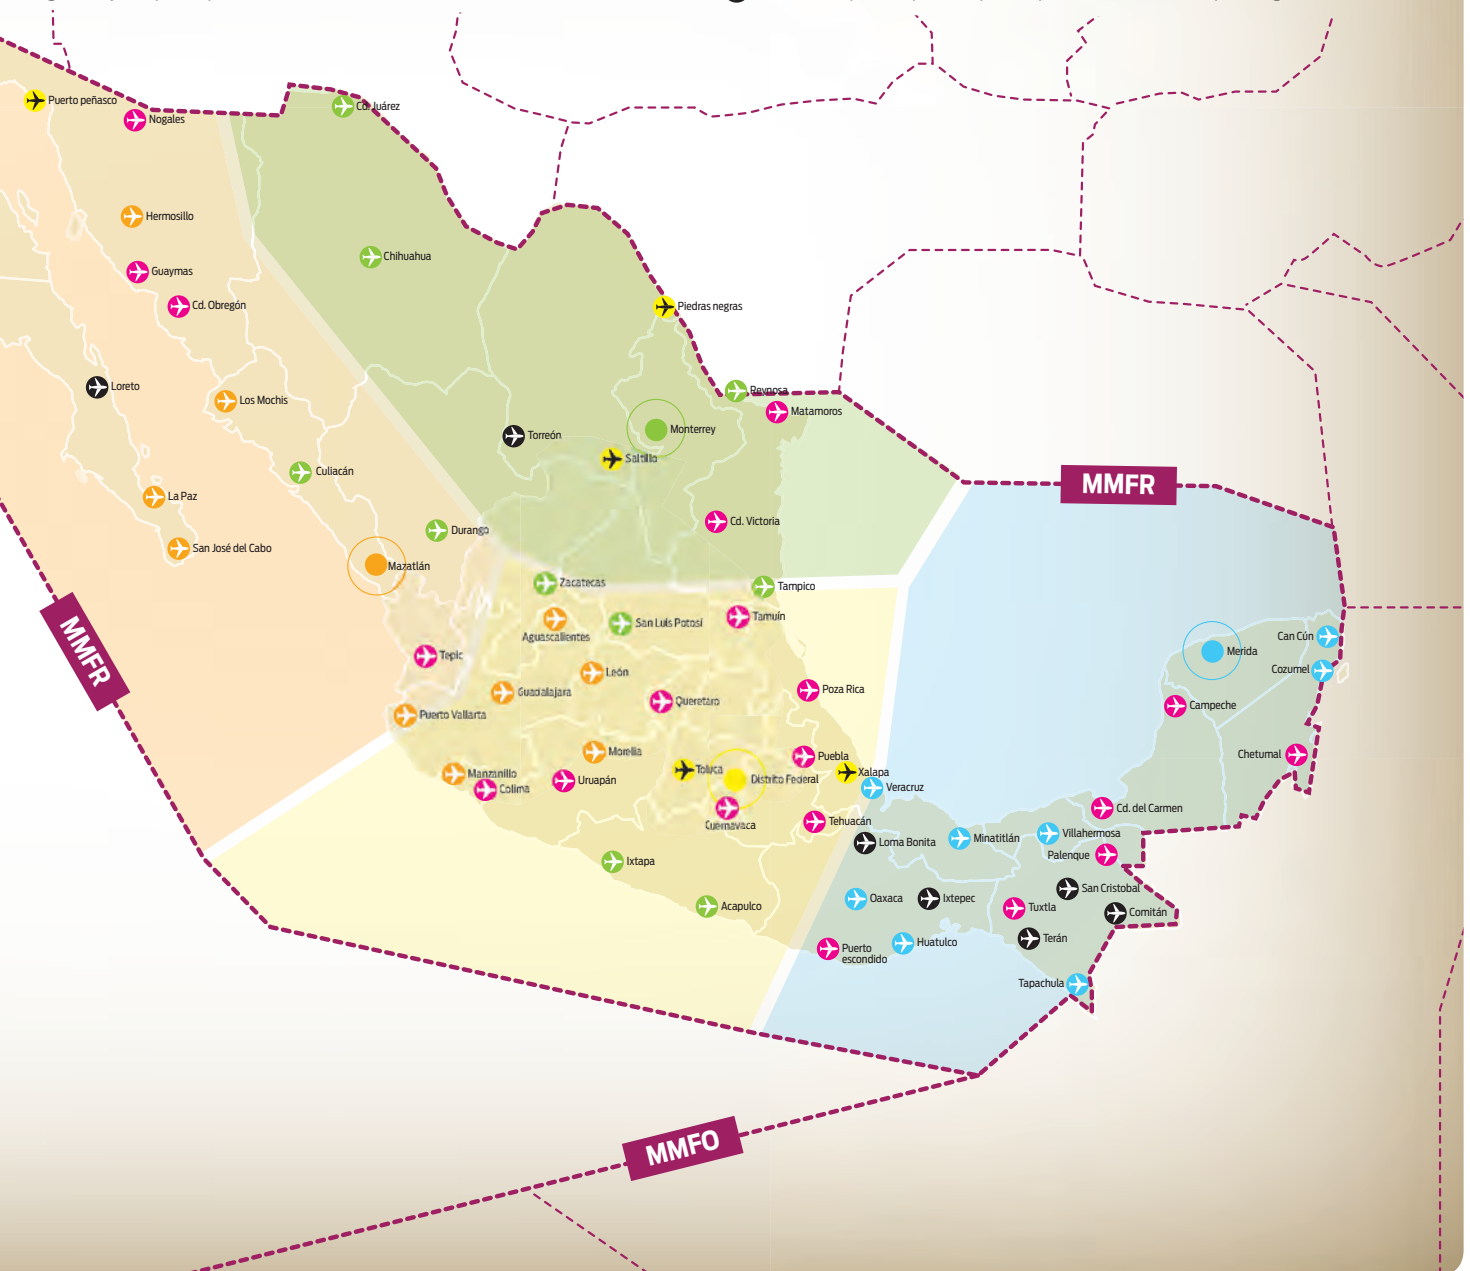 Puerto peñasco
Cd. Juárez
Nogales
Hermosillo
Chihuahua
Guaymas
Cd. Obregón
Piedras negras
Loreto
Reynosa
Los Mochis
Matamoros
Monterrey
Torreón
Saltillo
Culiacán
MMFR
La Paz
Cd. Victoria
Durango
San José del Cabo
Mazatlán
Zacatecas
Tampico
Tamuín
San Luis Potosí
Aguascalientes
Can Cún
MMFR
Merida
Tepic
Cozumel
León
Guadalajara
Poza Rica
Queretaro
Campeche
Puerto Vallarta
Morelia
Chetumal
Puebla
Toluca
Xalapa
Manzanillo
Distrito Federal
Uruapán
Colima
Veracruz
Cd. del Carmen
Tehuacán
Cuernavaca
Villahermosa
Minatitlán
Loma Bonita
Palenque
Ixtapa
San Cristobal
Oaxaca
Ixtepec
Acapulco
Tuxtla
Comitán
Terán
Huatulco
Puerto
escondido
Tapachula
MMFO